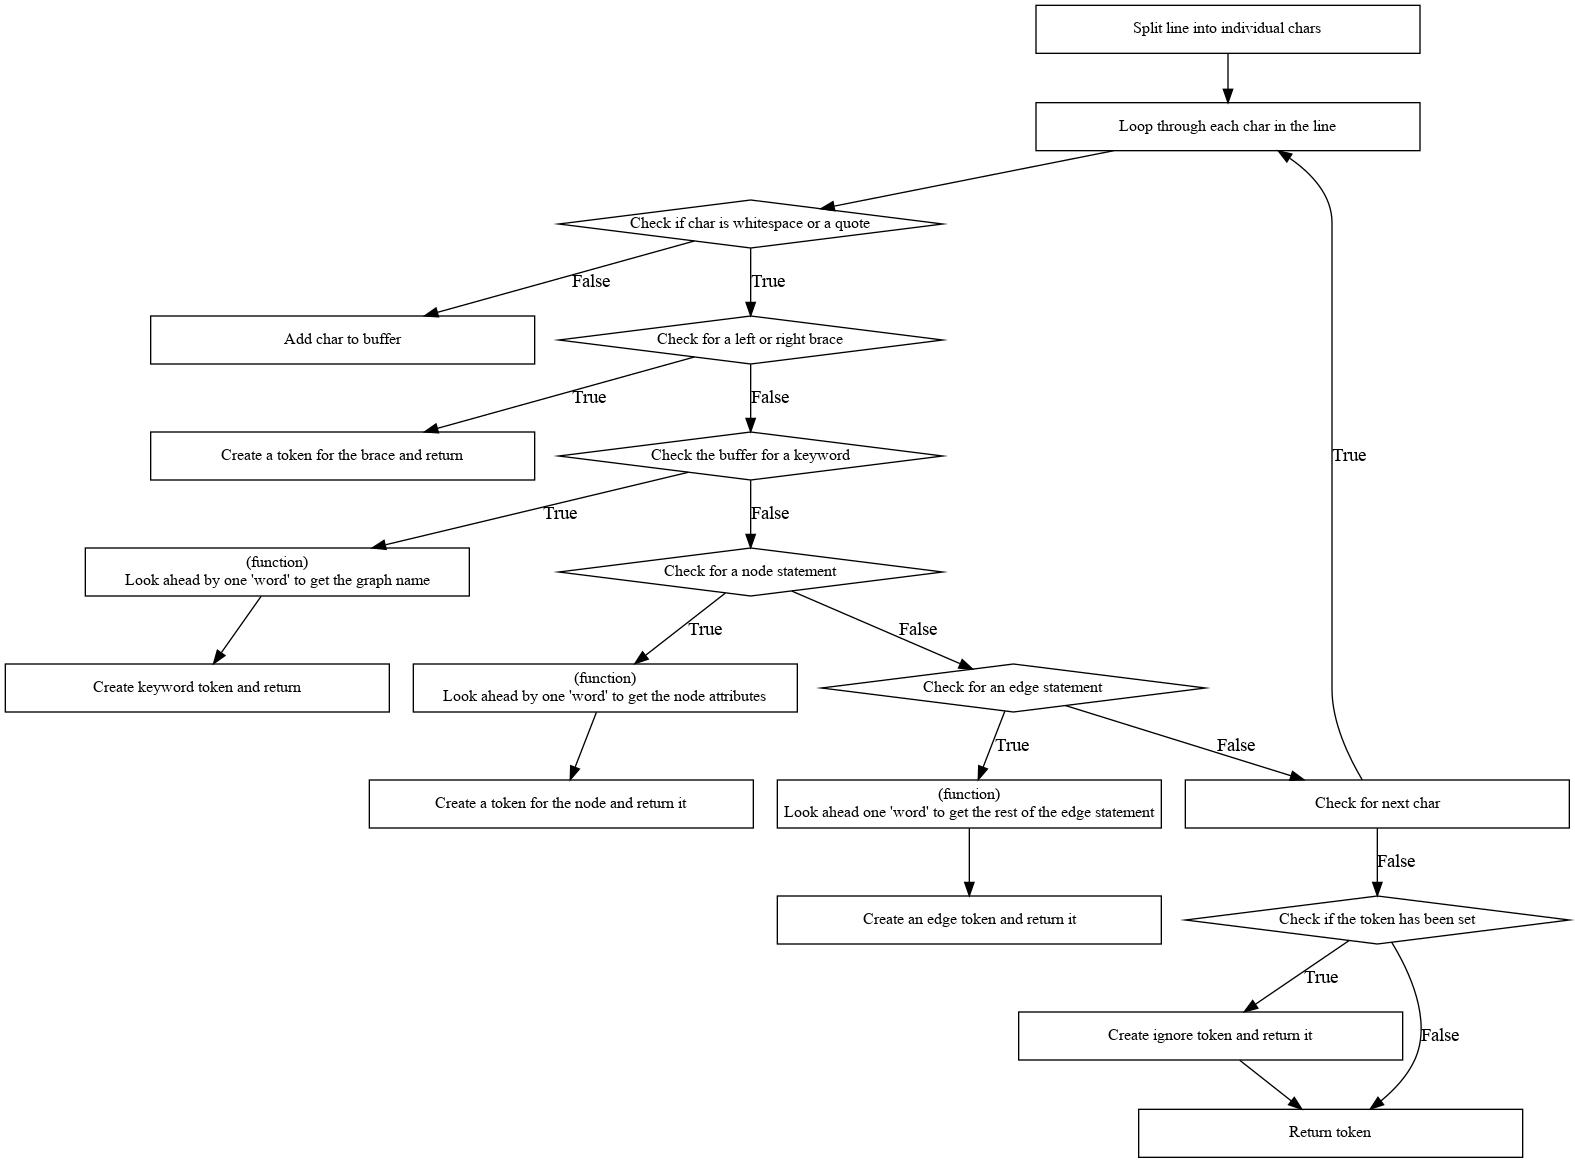 Split line into individual chars
Loop through each char in the line
Check if char is whitespace or a quote
False
True
Add char to buffer
Check for a left or right brace
True
False
Create a token for the brace and return
Check the buffer for a keyword
True
True
False
(function)
Look ahead by one 'word' to get the graph name
Check for a node statement
True
False
Create keyword token and return
(function)
Look ahead by one 'word' to get the node attributes
Check for an edge statement
True
False
Create a token for the node and return it
(function)
Look ahead one 'word' to get the rest of the edge statement
Check for next char
False
Create an edge token and return it
Check if the token has been set
True
Create ignore token and return it
False
Return token